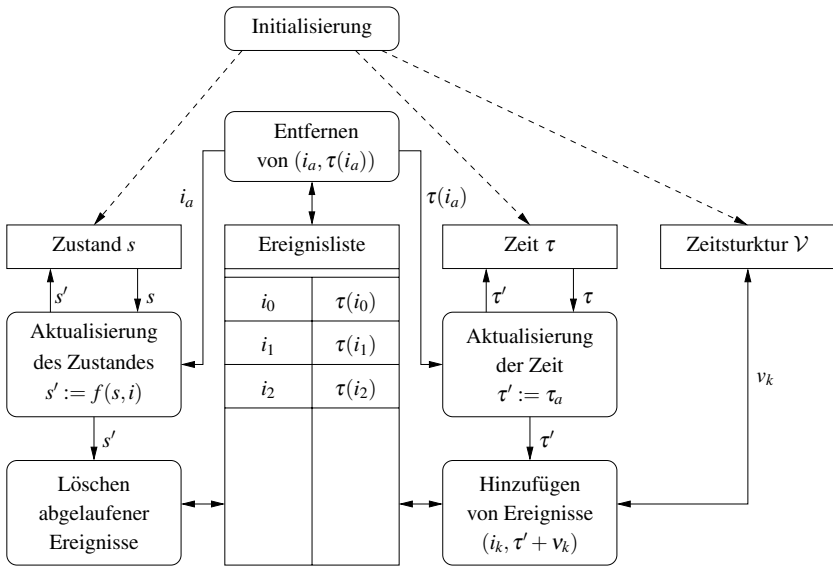 Initialisierung
Entfernen
von (i_a, τ(i_a))
i_a
τ(i_a)
Zustand s
Ereignisliste
Zeit τ
Zeitsturktur 𝒱
s′
s
τ′
τ
i_0
τ(i_0)
i_1
τ(i_1)
i_2
τ(i_2)
Aktualisierung
des Zustandes
s′ := f(s,i)
Aktualisierung
der Zeit
τ′ := τ_a
v_k
s′
τ′
Löschen
abgelaufener
Ereignisse
Hinzufügen
von Ereignisse
(i_k, τ′ + v_k)